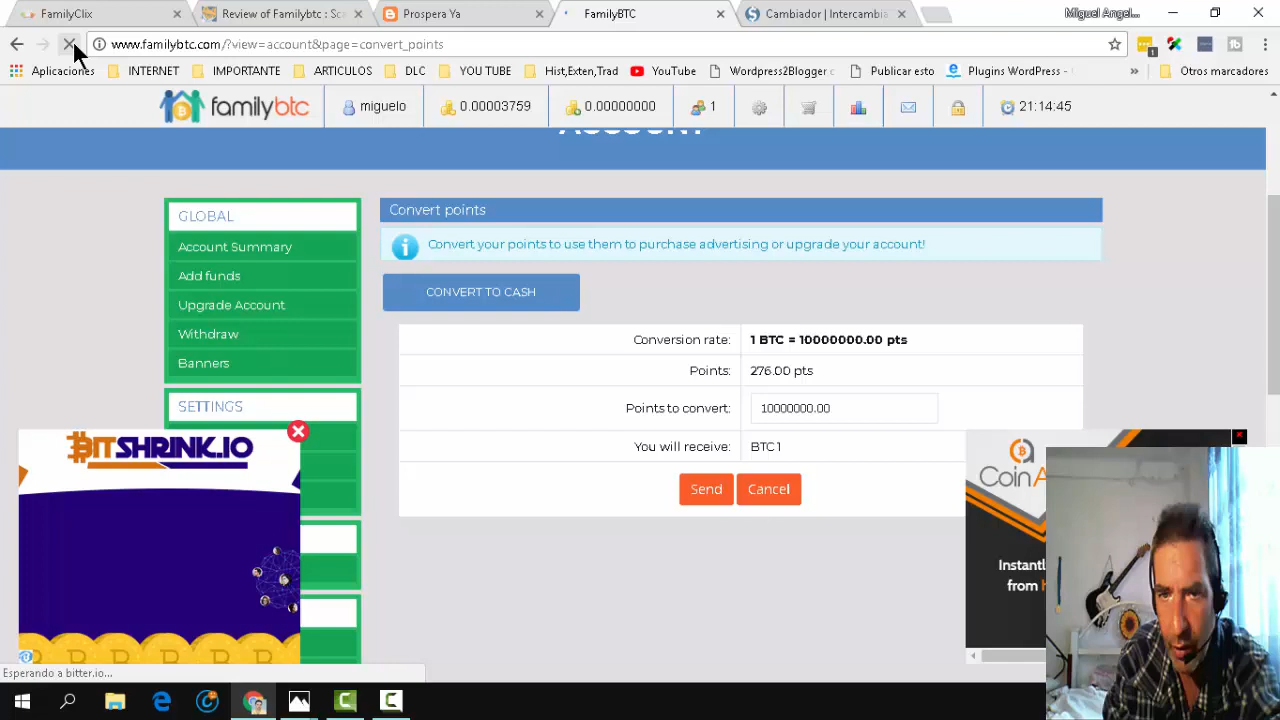 FamilyClix
Review of Familybtc : Sca
Prospera Ya
FamilyBTC
Cambiador | Intercambia
Miguel Angel...
www.familybtc.com/?view=account&page=convert_points
Aplicaciones
INTERNET
IMPORTANTE
ARTICULOS
DLC
YOU TUBE
Hist,Exten,Trad
YouTube
Wordpress2Blogger c
Publicar esto
Plugins WordPress -
»
Otros marcadores
familybtc
miguelo
0.00003759
0.00000000
1
21:14:45
ACCOUNT
GLOBAL
Account Summary
Add funds
Upgrade Account
Withdraw
Banners
SETTINGS
Convert points
Convert your points to use them to purchase advertising or upgrade your account!
CONVERT TO CASH
Conversion rate: 1 BTC = 10000000.00 pts
Points: 276.00 pts
Points to convert: 10000000.00
You will receive: BTC 1
Send Cancel
BITSHRINK.IO
Instantl
from
Esperando a bitter.io...